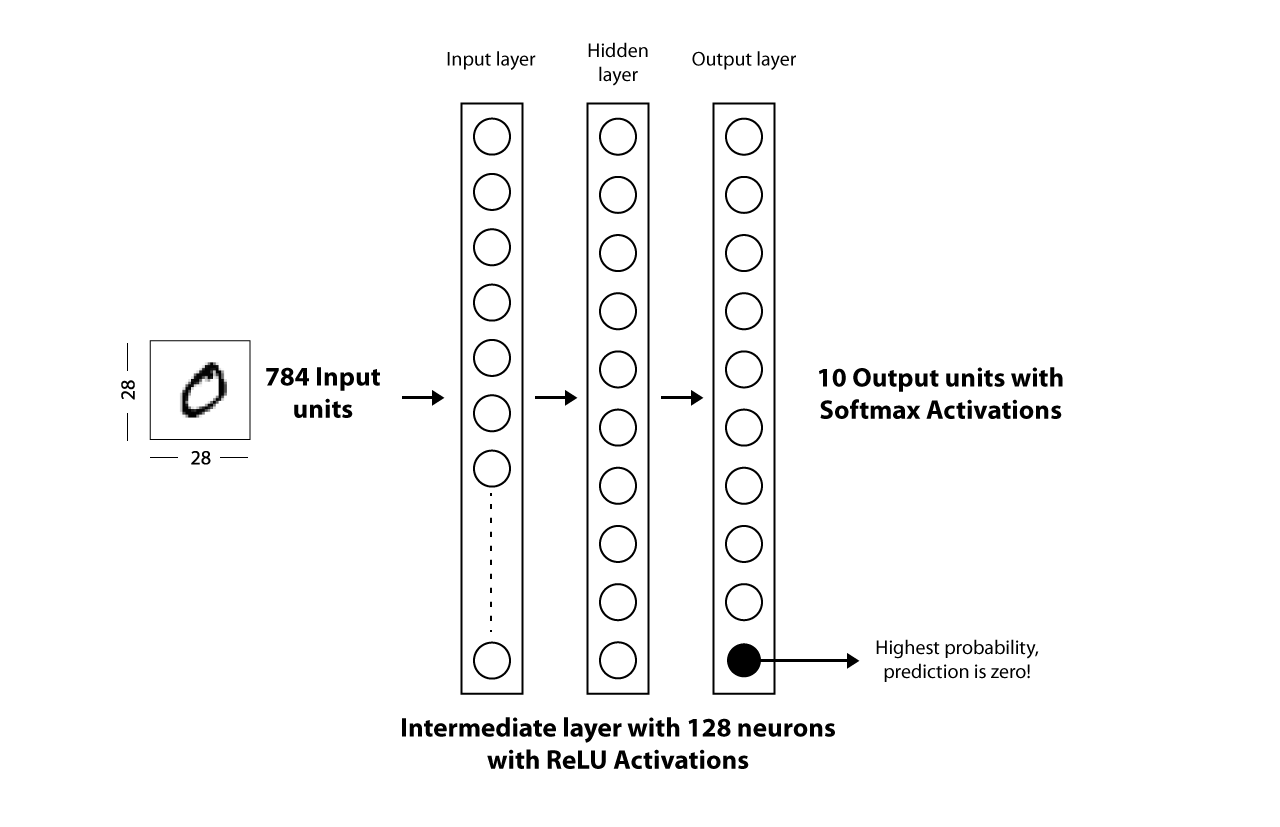 Input layer
Hidden
layer
Output layer
28
28
784 Input
units
10 Output units with
Softmax Activations
Highest probability,
prediction is zero!
Intermediate layer with 128 neurons
with ReLU Activations